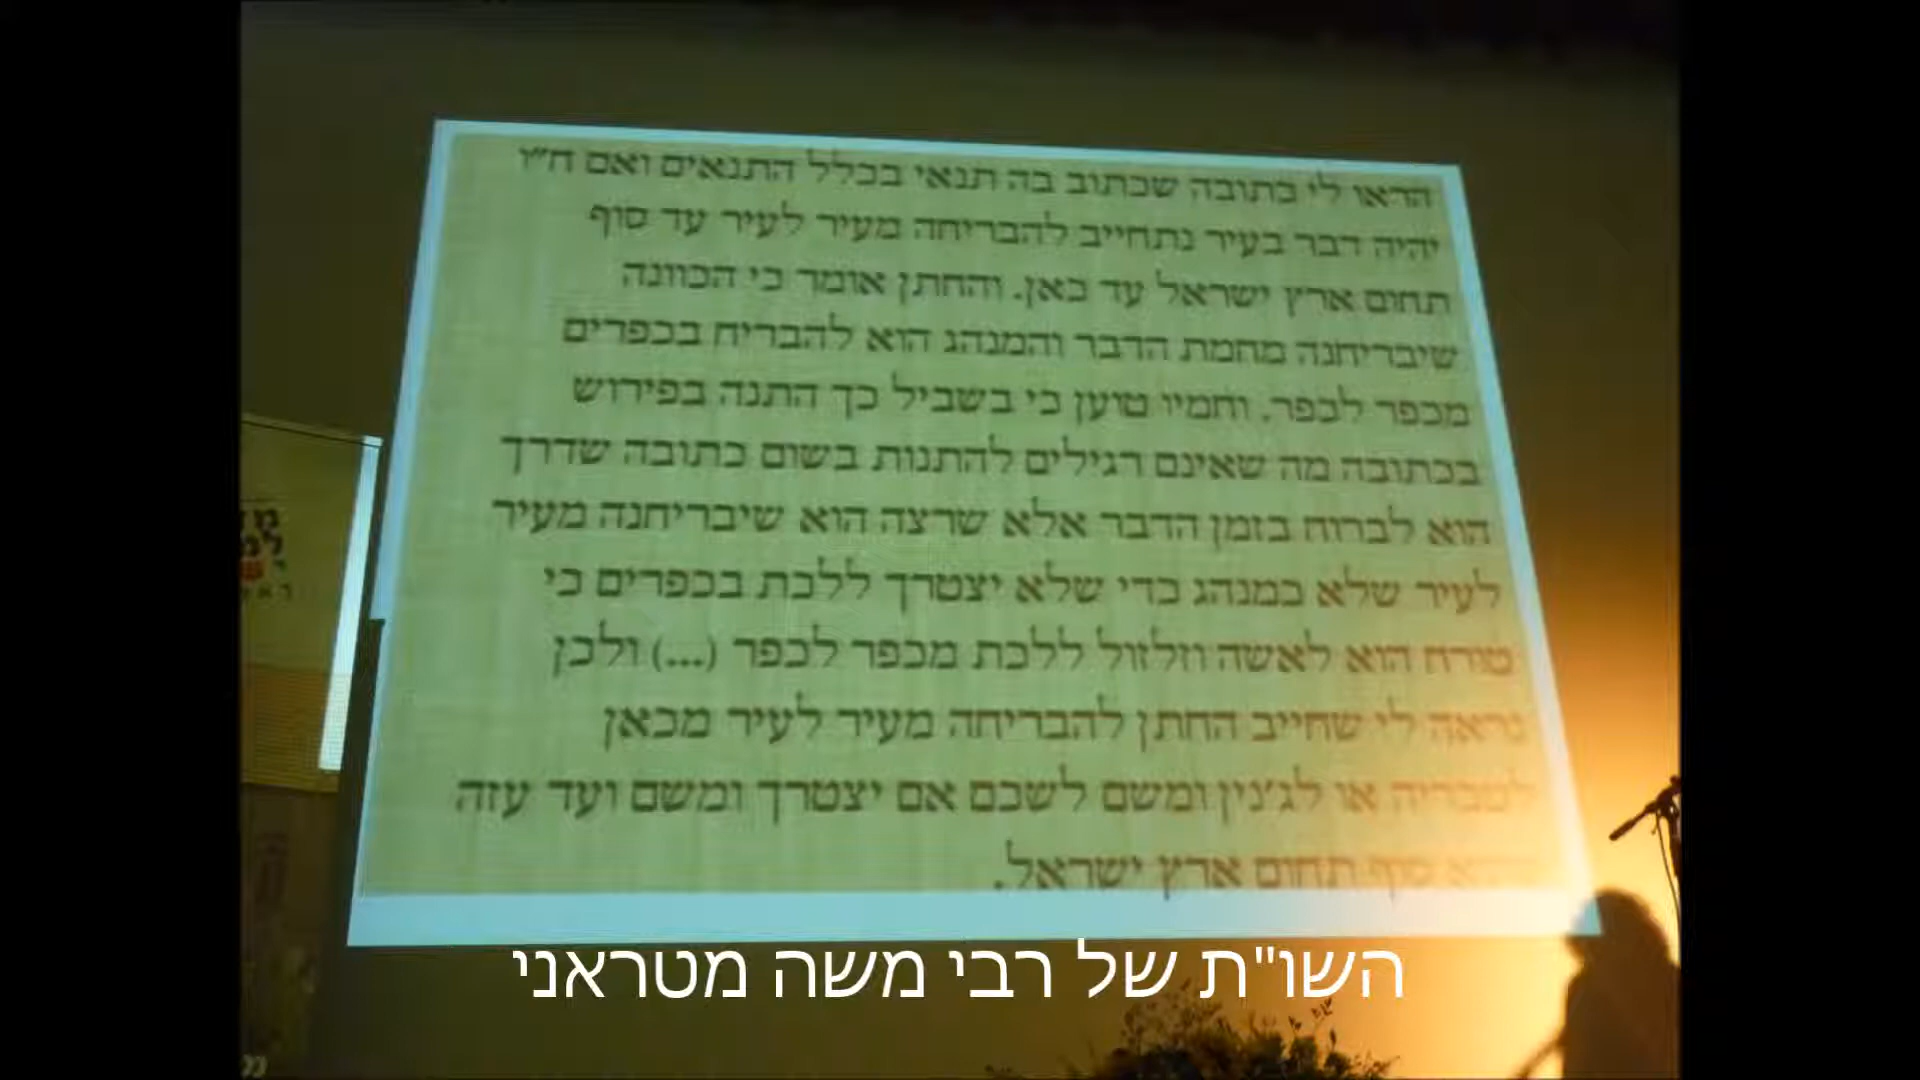 הראו לי כתובה שכתוב בה תנאי בכלל התנאים ואם ח"ו
יהיה דבר בעיר נתחייב להבריחה מעיר לעיר עד סוף
תחום ארץ ישראל עד כאן. והחתן אומר כי הכוונה
שיבריחנה מחמת הדבר והמנהג הוא להבריח בכפרים
מכפר לכפר. וחמיו טוען כי בשביל כך התנה בפירוש
בכתובה מה שאינם רגילים להתנות בשום כתובה שדרך
הוא לברוח בזמן הדבר אלא שרצה הוא שיבריחנה מעיר
לעיר שלא כמנהג כדי שלא יצטרך ללכת בכפרים כי
טורח הוא לאשה וזלזול ללכת מכפר לכפר (...) ולכן
נראה לי שחייב החתן להבריחה מעיר לעיר מכאן
לטבריה או לג'נין ומשם לשכם אם יצטרך ומשם ועד עזה
סוף תחום ארץ ישראל.
השו"ת של רבי משה מטראני